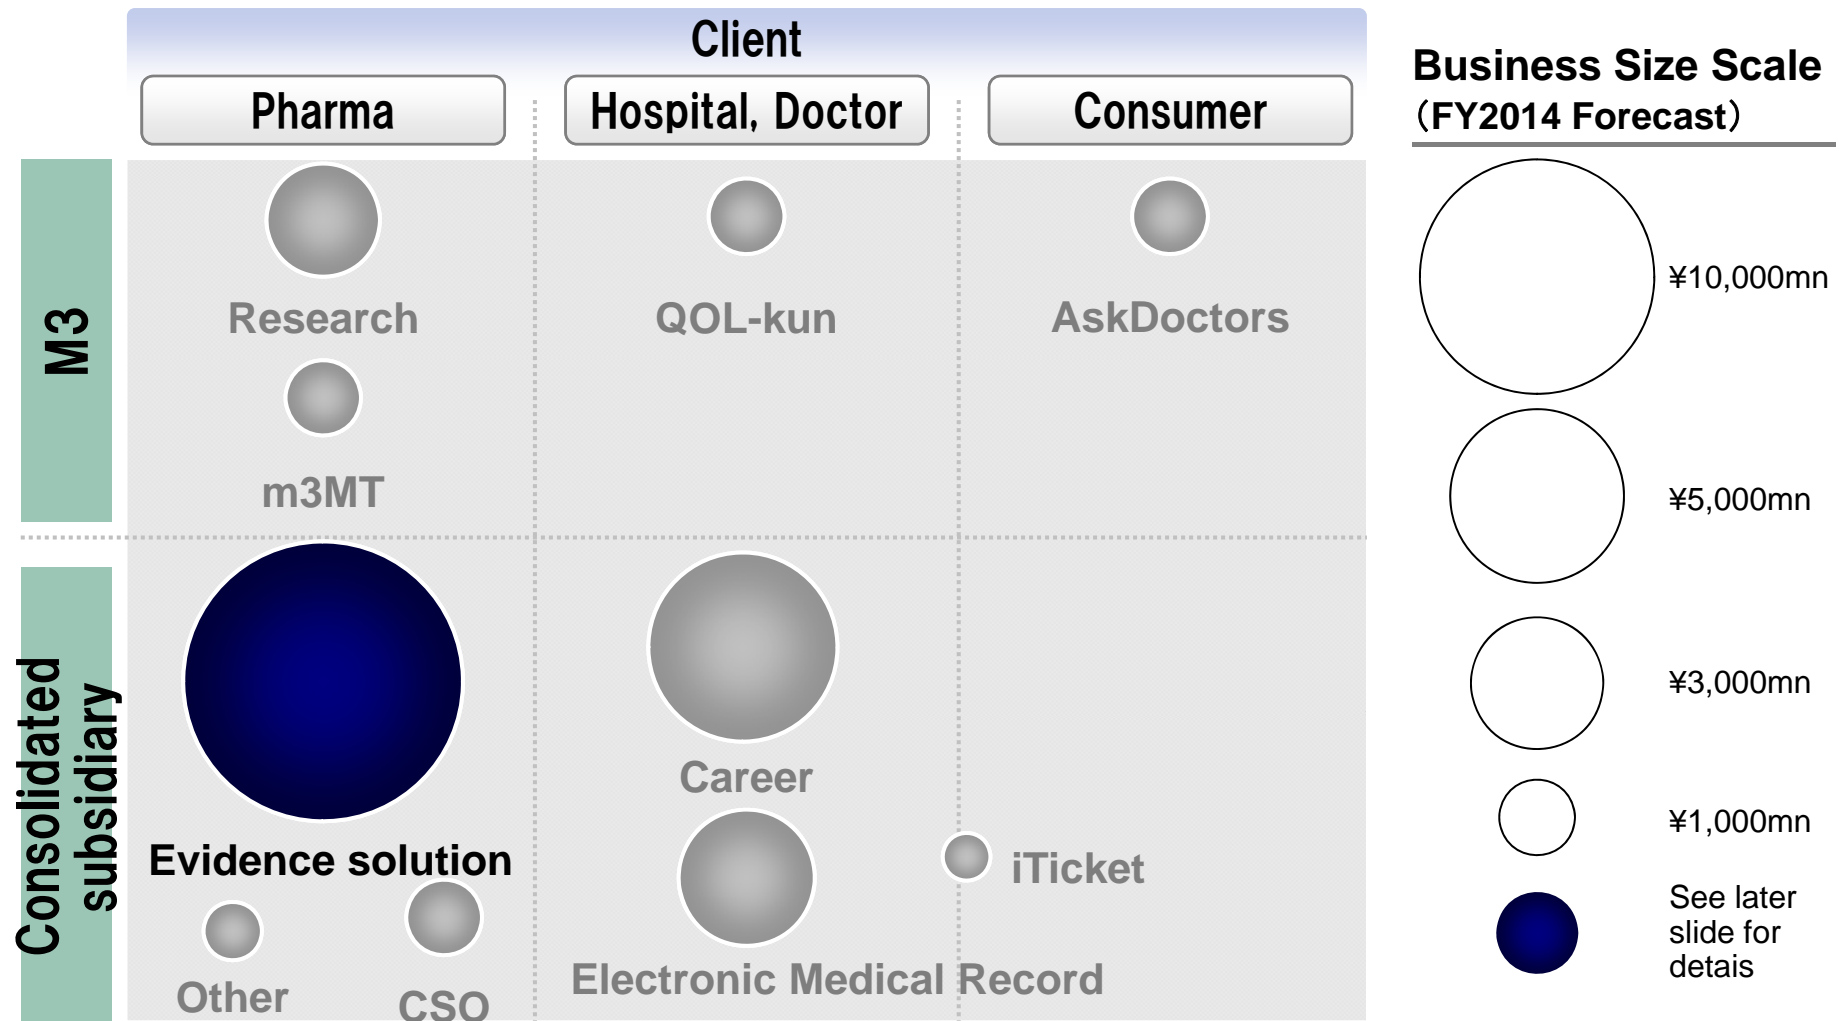 Client
Pharma
Hospital, Doctor
Consumer
M3
Research
QOL-kun
AskDoctors
m3MT
Consolidated
subsidiary
Evidence solution
Career
Other
CSO
Electronic Medical Record
iTicket
Business Size Scale
（FY2014 Forecast）
¥10,000mn
¥5,000mn
¥3,000mn
¥1,000mn
See later
slide for
detais